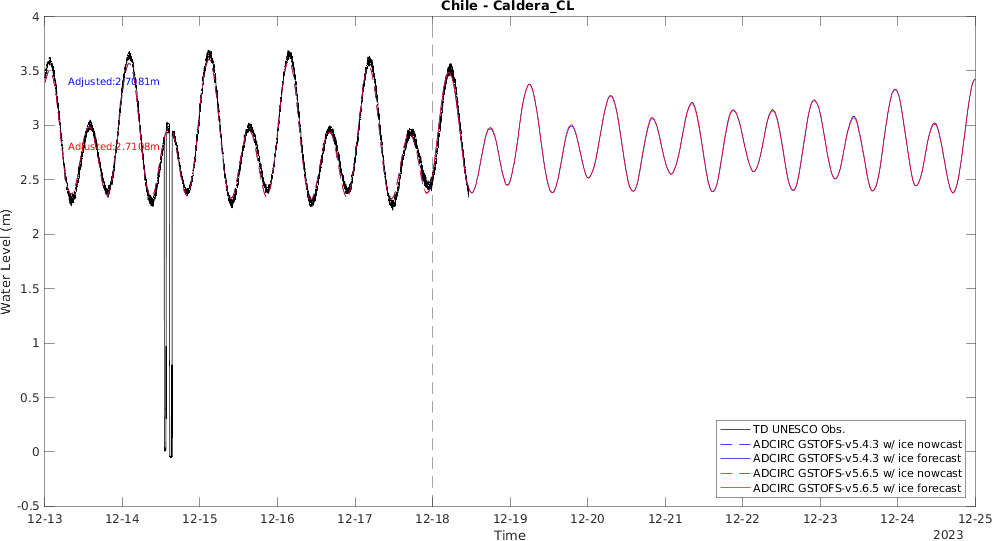 Chile - Caldera_CL
4
3.5
3
2.5
2
1.5
1
0.5
0
-0.5
Water Level (m)
Adjusted:2.7081m
Adjusted:2.7108m
TD UNESCO Obs.
ADCIRC GSTOFS-v5.4.3 w/ ice nowcast
ADCIRC GSTOFS-v5.4.3 w/ ice forecast
ADCIRC GSTOFS-v5.6.5 w/ ice nowcast
ADCIRC GSTOFS-v5.6.5 w/ ice forecast
12-13 12-14 12-15 12-16 12-17 12-18 12-19 12-20 12-21 12-22 12-23 12-24 12-25
Time
2023